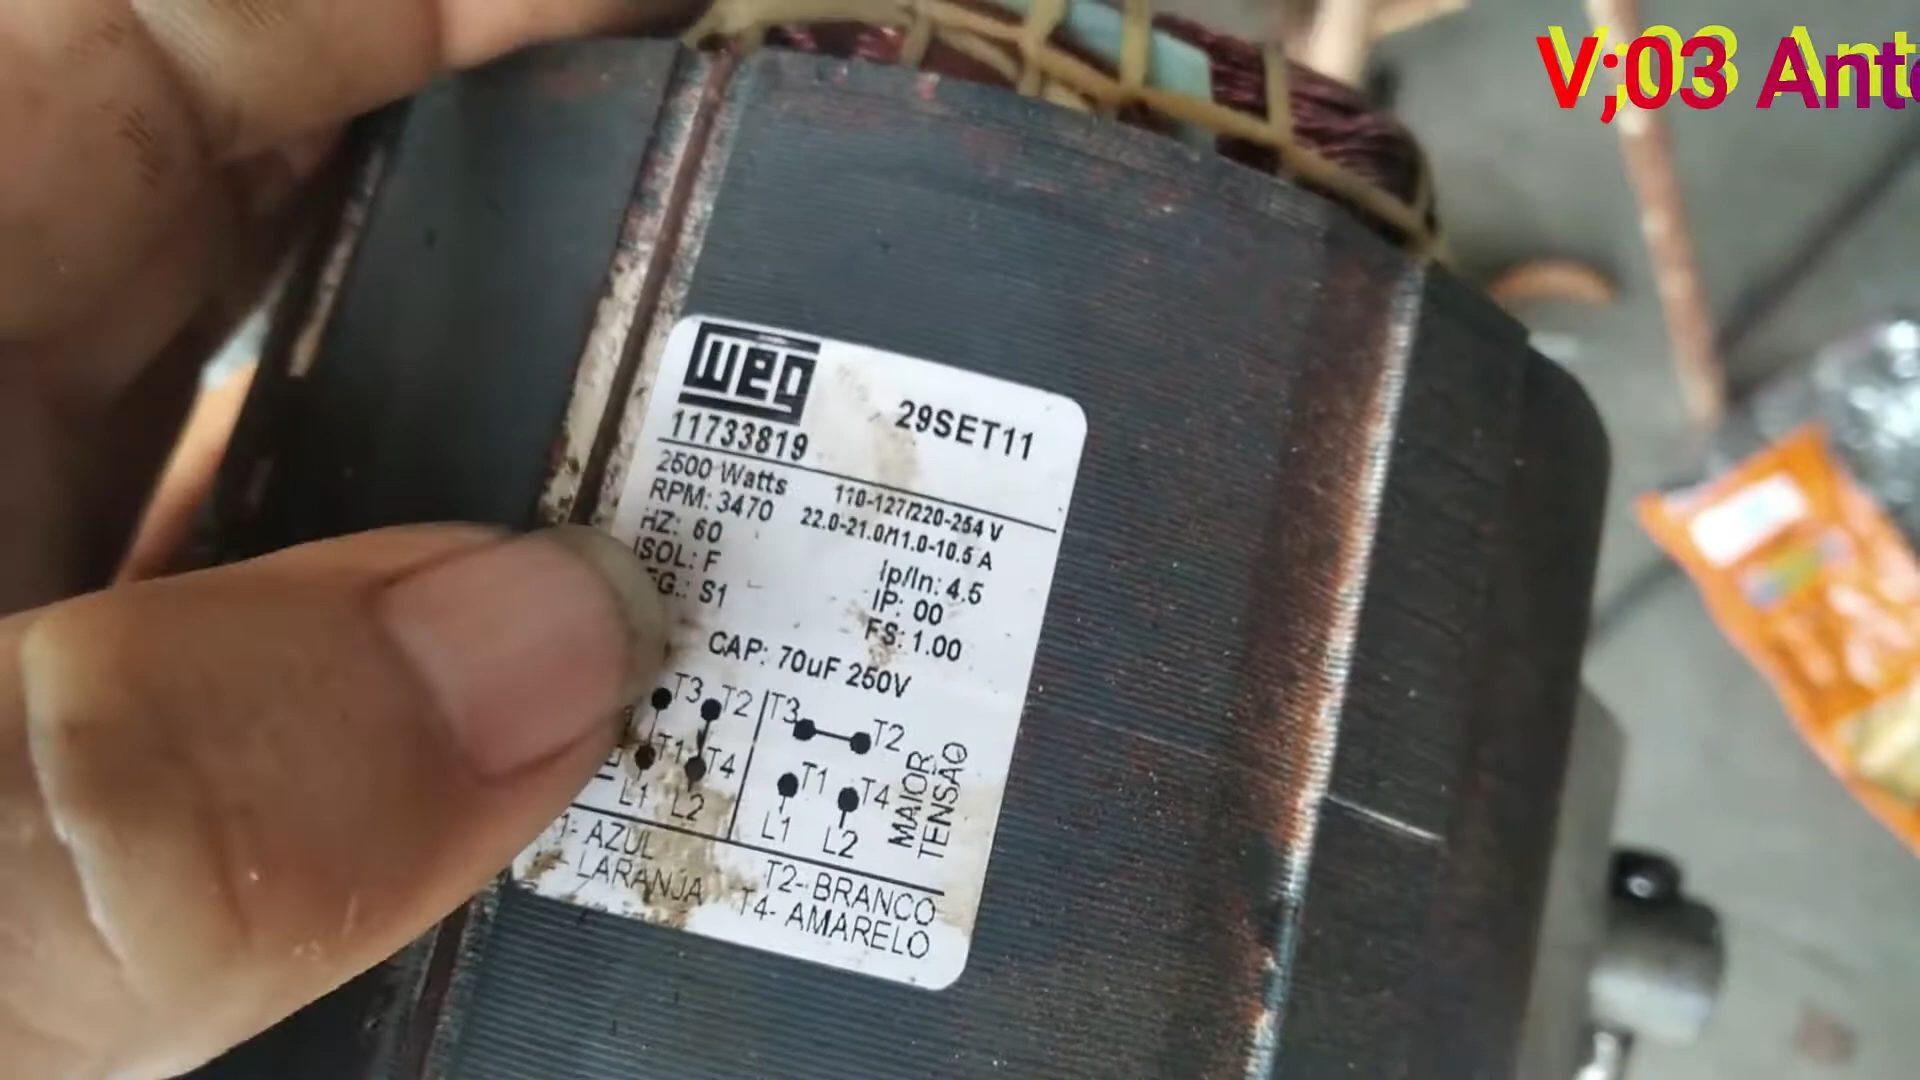 V;03 Ant
weg
29SET11
11733819
2500 Watts
110-127/220-254 V
RPM: 3470
22.0-21.0/11.0-10.5 A
HZ: 60
Ip/In: 4.5
ISOL: F
IP: 00
EG.: S1
FS: 1.00
CAP: 70uF 250V
T3 T2 T3 T2
T1 T4 T1 T4
L1 L2 L1 L2
MAIOR
TENSÃO
1- AZUL T2- BRANCO
- LARANJA T4- AMARELO